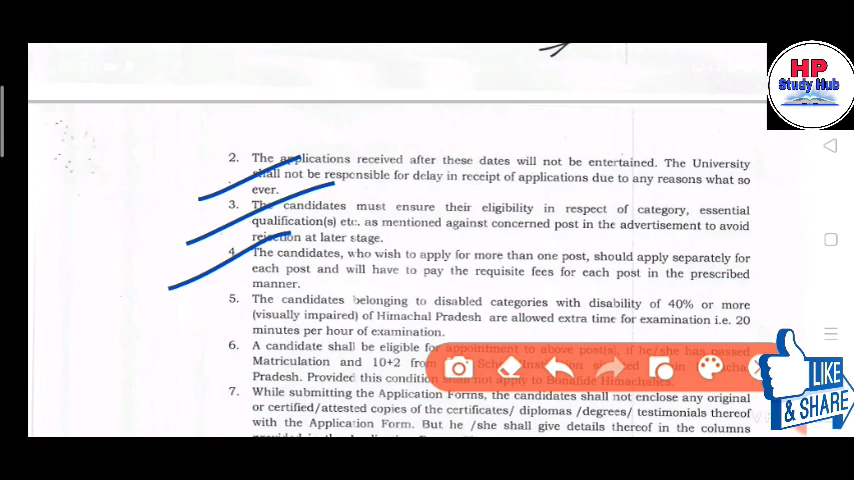 HP
Study Hub
2. The applications received after these dates will not be entertained. The University
shall not be responsible for delay in receipt of applications due to any reasons what so
ever.
3. The candidates must ensure their eligibility in respect of category, essential
qualification(s) etc. as mentioned against concerned post in the advertisement to avoid
rejection at later stage.
4. The candidates, who wish to apply for more than one post, should apply separately for
each post and will have to pay the requisite fees for each post in the prescribed
manner.
5. The candidates belonging to disabled categories with disability of 40% or more
(visually impaired) of Himachal Pradesh are allowed extra time for examination i.e. 20
minutes per hour of examination.
6. A candidate shall be eligible for appointment to above post(s), if he/she has passed
Matriculation and 10+2 from
Pradesh. Provided this condition shall not apply to Bonafide Himachalies.
7. While submitting the Application Forms, the candidates shall not enclose any original
or certified/attested copies of the certificates/ diplomas /degrees/ testimonials thereof
with the Application Form. But he /she shall give details thereof in the columns
LIKE
& SHARE